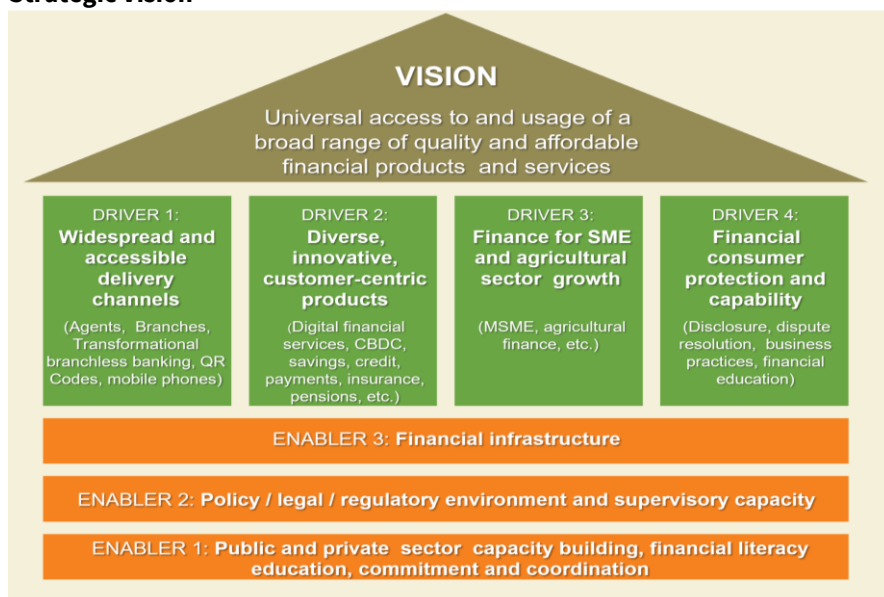 Strategic Vision
VISION
Universal access to and usage of a
broad range of quality and affordable
financial products and services
DRIVER 1:
Widespread and
accessible
delivery
channels
(Agents, Branches,
Transformational
branchless banking, QR
Codes, mobile phones)
DRIVER 2:
Diverse,
innovative,
customer-centric
products
(Digital financial
services, CBDC,
savings, credit,
payments, insurance,
pensions, etc.)
DRIVER 3:
Finance for SME
and agricultural
sector growth
(MSME, agricultural
finance, etc.)
DRIVER 4:
Financial
consumer
protection and
capability
(Disclosure, dispute
resolution, business
practices, financial
education)
ENABLER 3: Financial infrastructure
ENABLER 2: Policy / legal / regulatory environment and supervisory capacity
ENABLER 1: Public and private sector capacity building, financial literacy
education, commitment and coordination